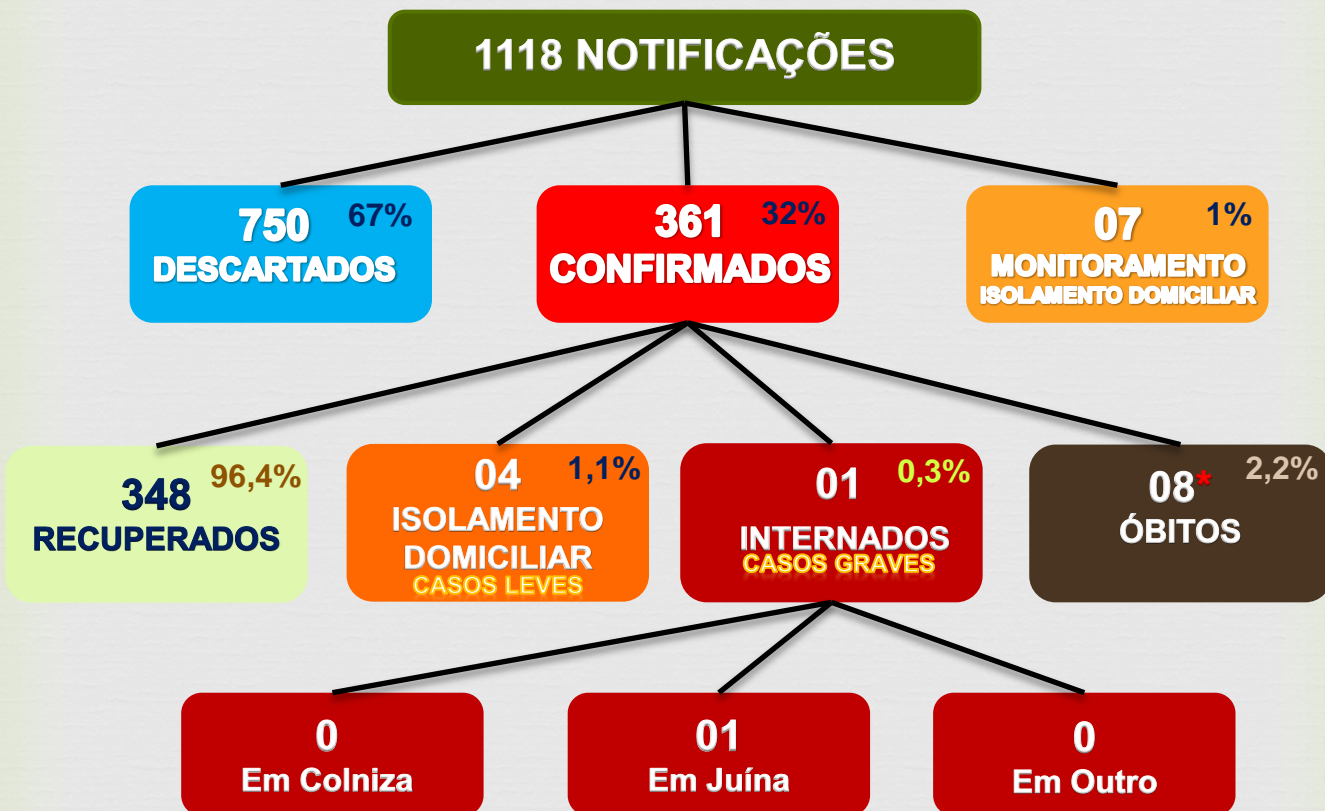 1118 NOTIFICAÇÕES
750 67%
DESCARTADOS
361 32%
CONFIRMADOS
07 1%
MONITORAMENTO
ISOLAMENTO DOMICILIAR
348 96,4%
RECUPERADOS
04 1,1%
ISOLAMENTO
DOMICILIAR
CASOS LEVES
01 0,3%
INTERNADOS
CASOS GRAVES
08* 2,2%
ÓBITOS
0
Em Colniza
01
Em Juína
0
Em Outro